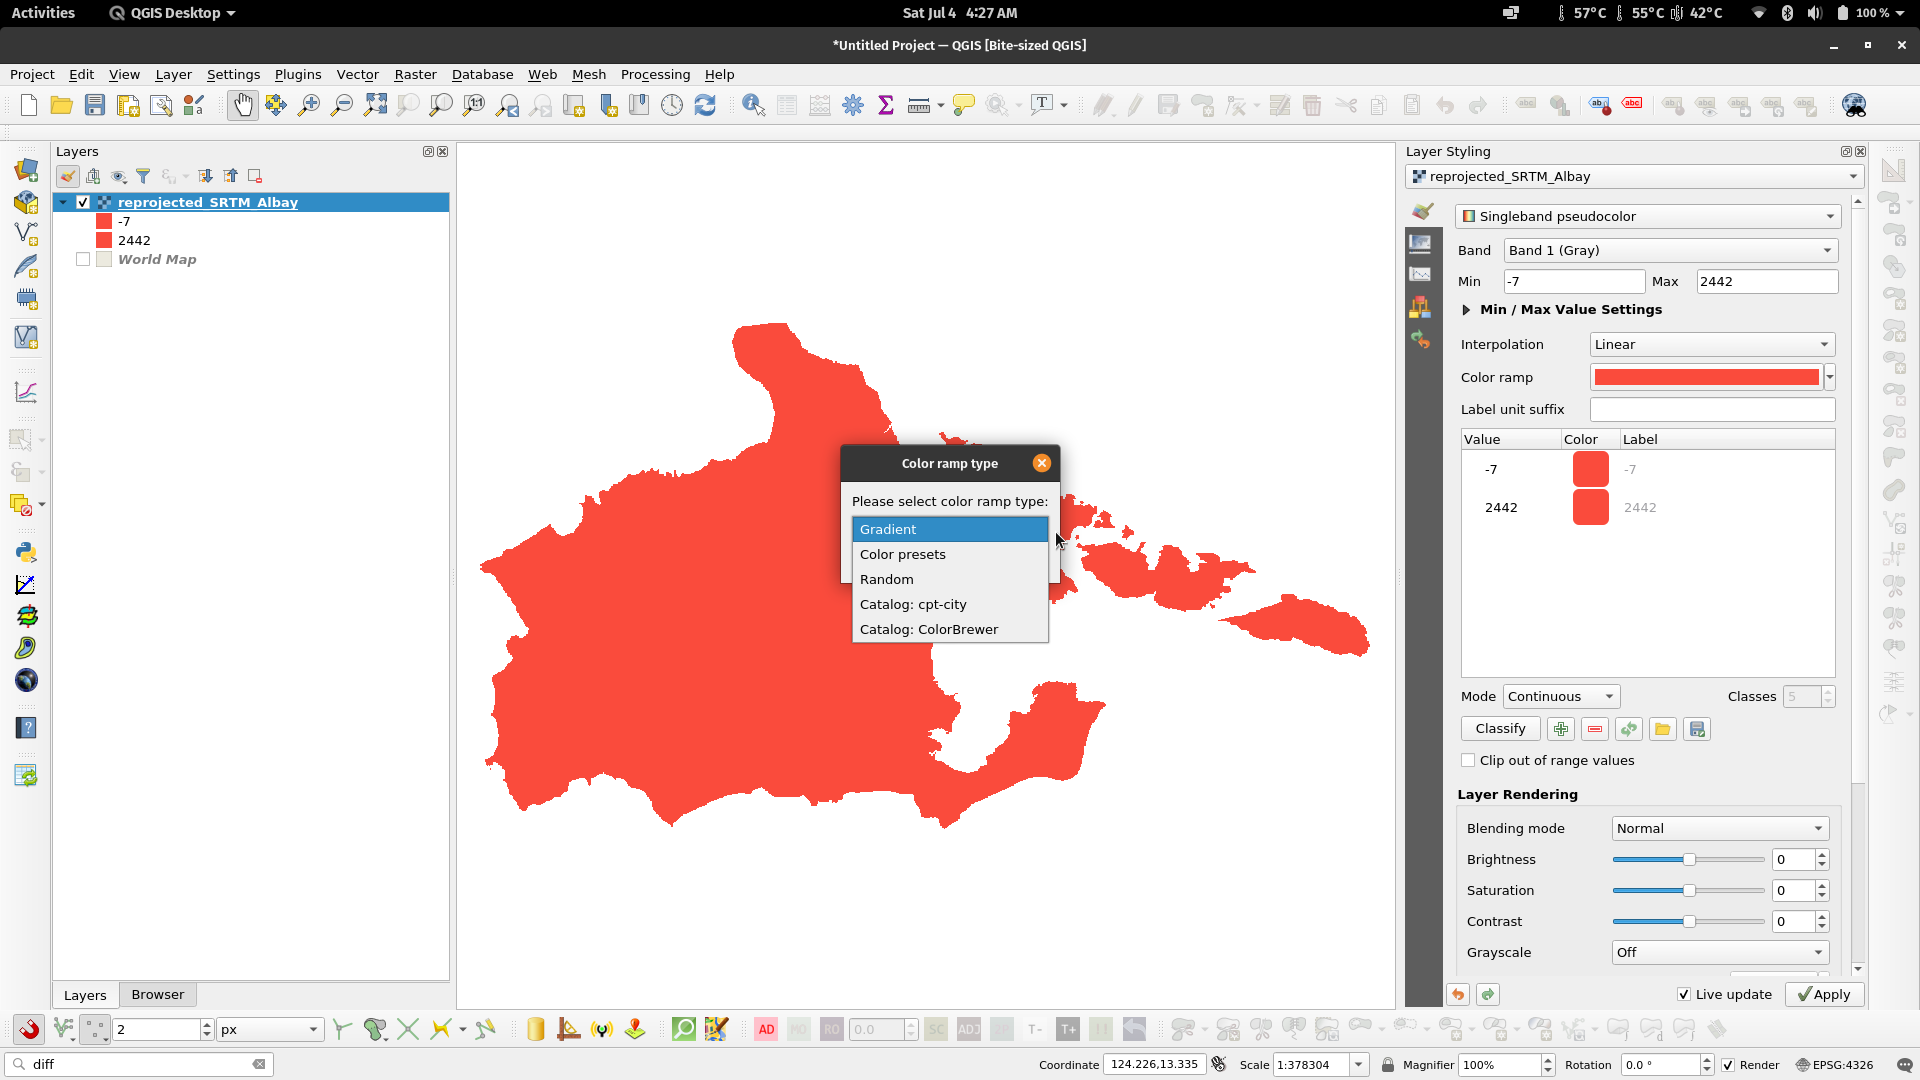 Activities
QGIS Desktop
Sat Jul 4 4:27 AM
57°C
55°C
42°C
100 %
*Untitled Project — QGIS [Bite-sized QGIS]
Project Edit View Layer Settings Plugins Vector Raster Database Web Mesh Processing Help
Layers
reprojected_SRTM_Albay
-7
2442
World Map
Layers
Browser
Color ramp type
Please select color ramp type:
Gradient
Color presets
Random
Catalog: cpt-city
Catalog: ColorBrewer
Layer Styling
reprojected_SRTM_Albay
Singleband pseudocolor
Band Band 1 (Gray)
Min -7 Max 2442
Min / Max Value Settings
Interpolation Linear
Color ramp
Label unit suffix
Value Color Label
-7 -7
2442 2442
Mode Continuous Classes 5
Classify
Clip out of range values
Layer Rendering
Blending mode Normal
Brightness 0
Saturation 0
Contrast 0
Grayscale Off
Live update Apply
2 px AD MO RO 0.0 SC ADJ T- T+
diff
Coordinate 124.226,13.335 Scale 1:378304 Magnifier 100% Rotation 0.0 ° Render EPSG:4326